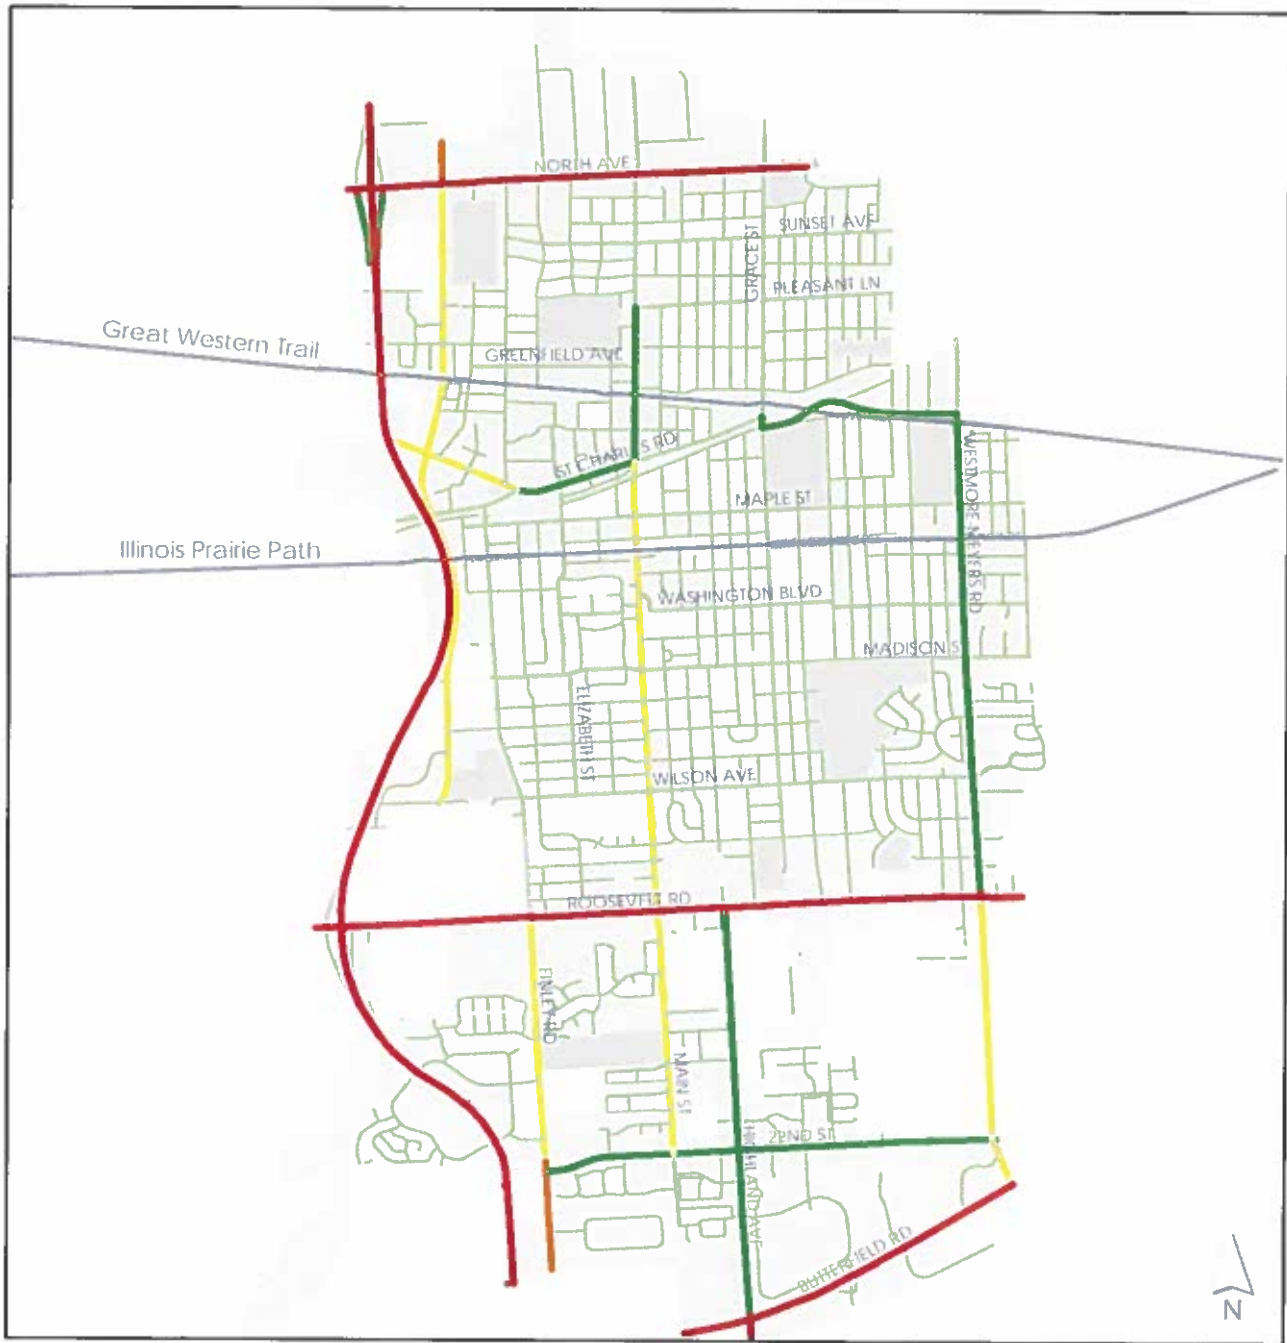 NORTH AVE
SUNSET AVE
GRACE ST
PLEASANT LN
Great Western Trail
GREENFIELD AVE
ST CHARLES RD
WESTMORE MEYERS RD
MAPLE ST
Illinois Prairie Path
WASHINGTON BLVD
MADISON S
ELIZABETH ST
WILSON AVE
ROOSEVELT RD
FINLEY RD
MAIN ST
22ND ST
HIGHLAND AVE
BUTTERFIELD RD
N